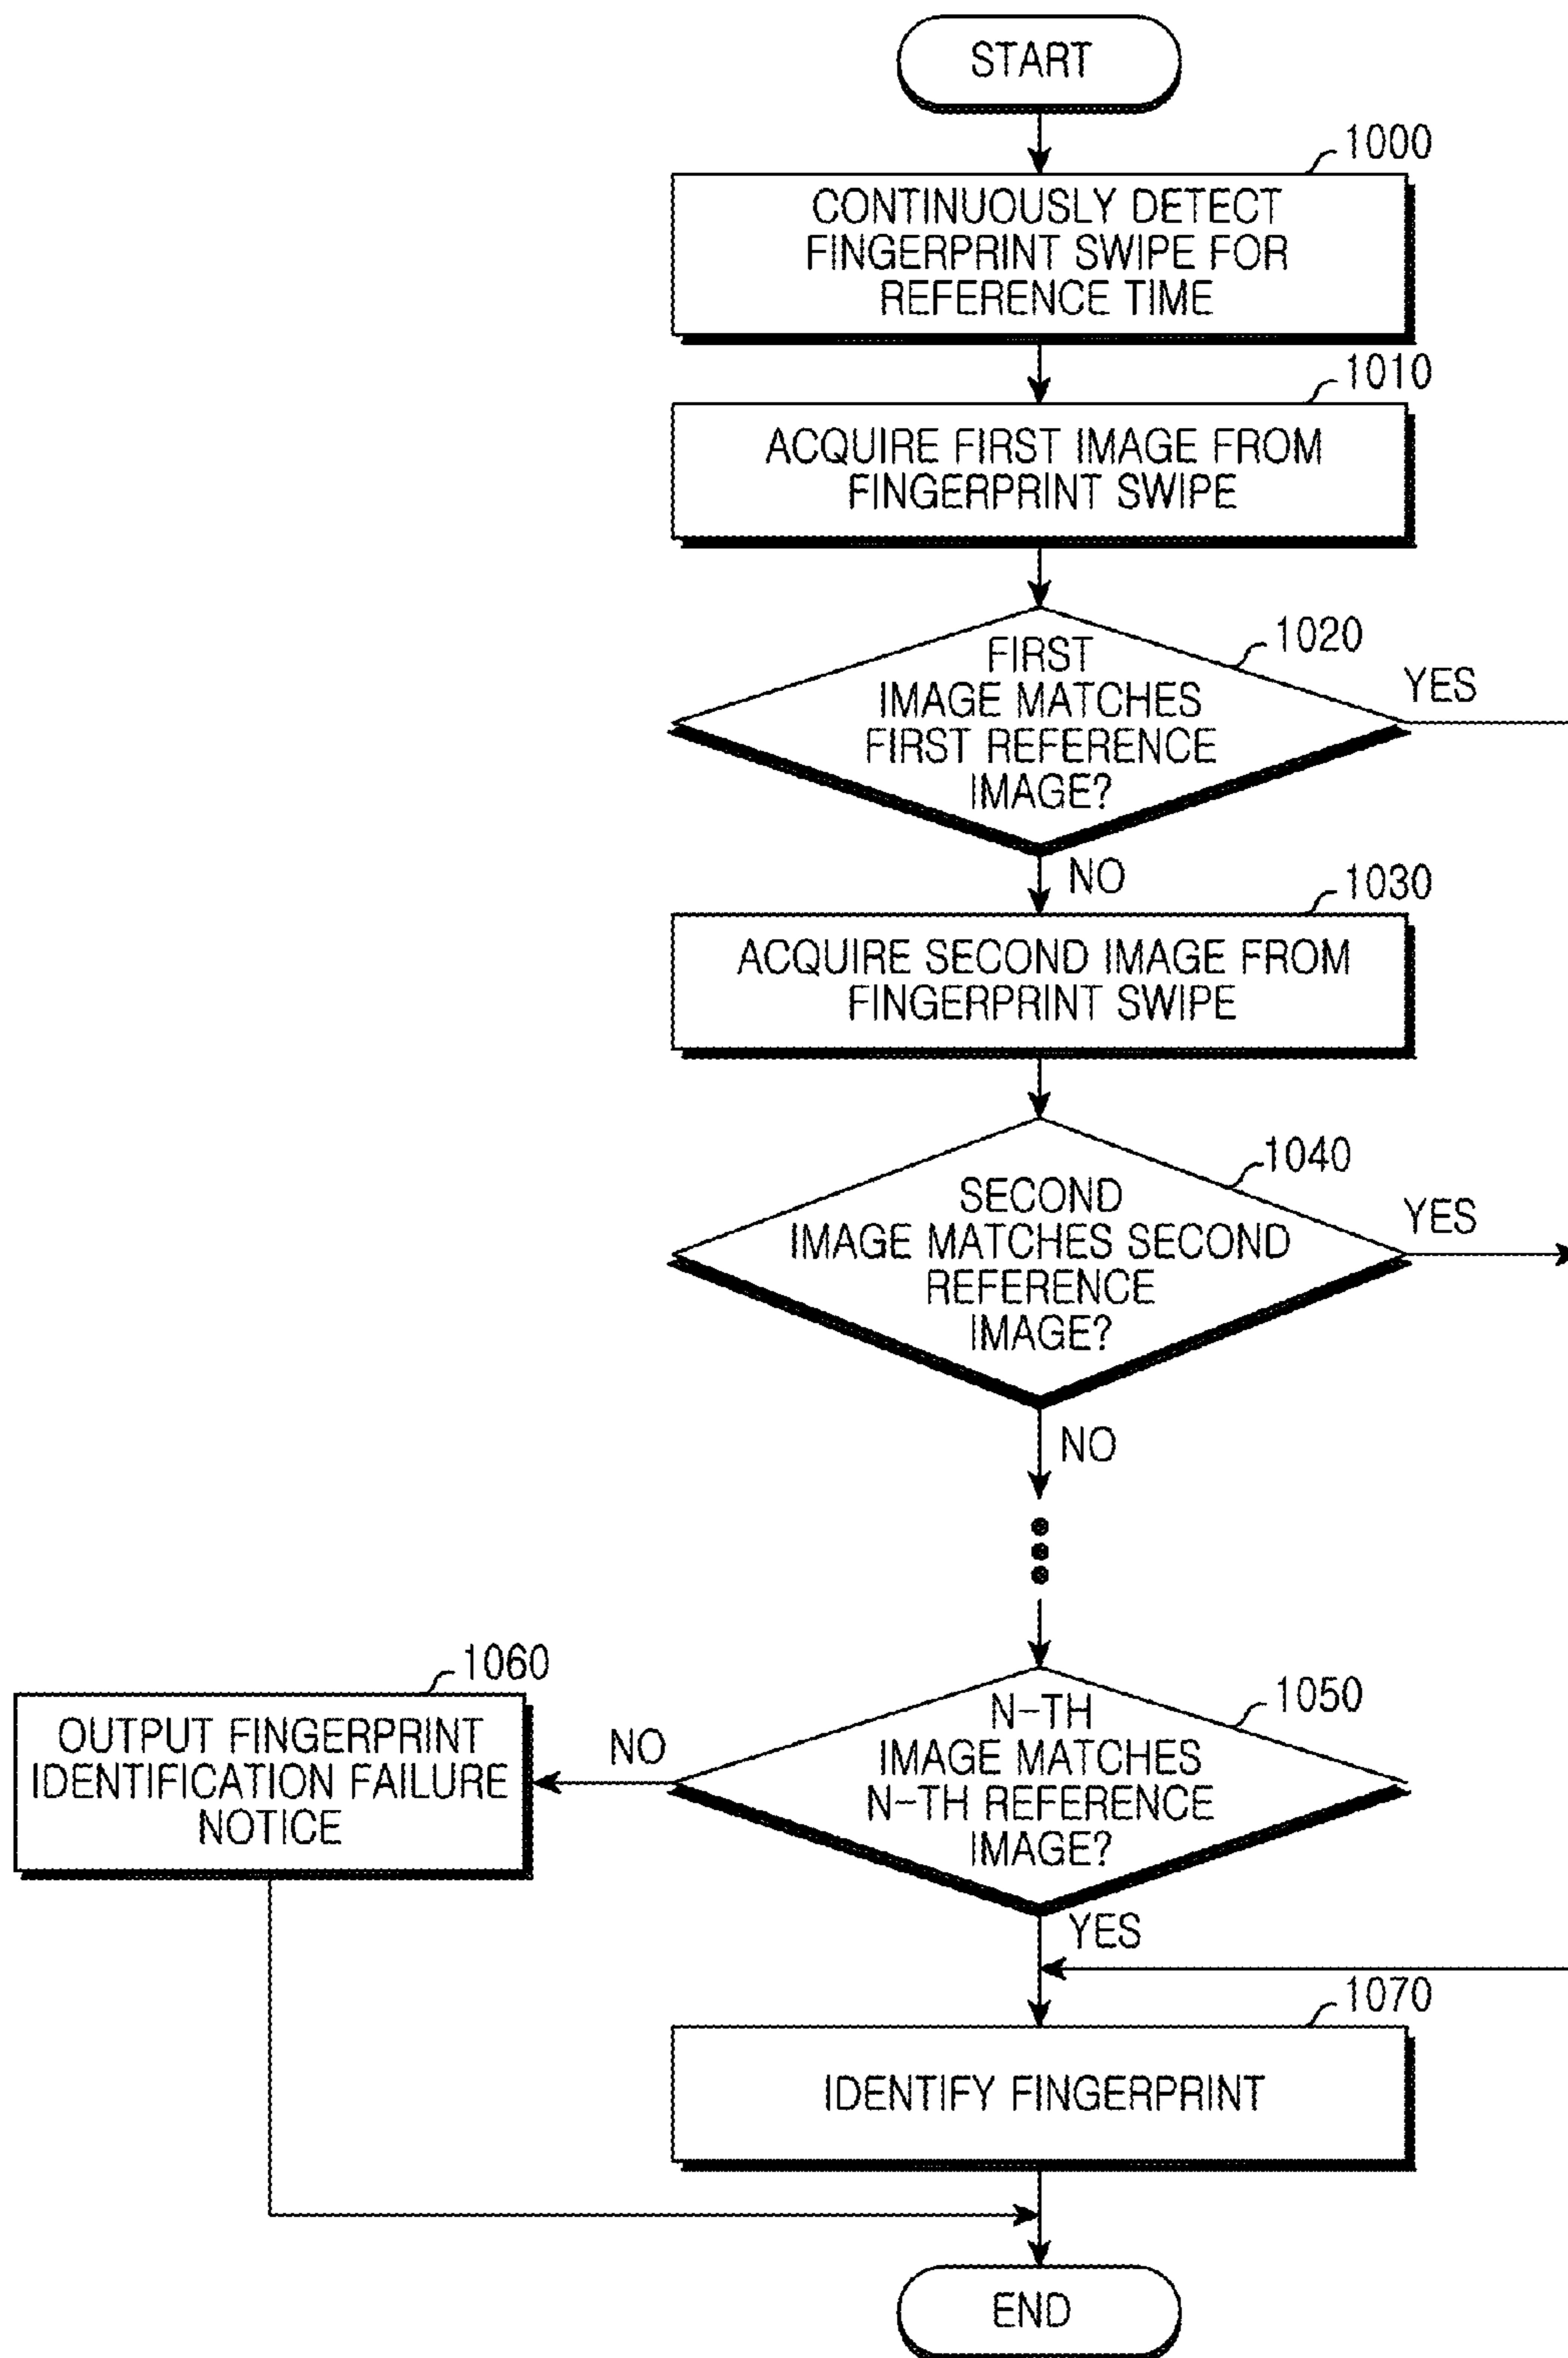 START
1000
CONTINUOUSLY DETECT
FINGERPRINT SWIPE FOR
REFERENCE TIME
1010
ACQUIRE FIRST IMAGE FROM
FINGERPRINT SWIPE
1020
FIRST
IMAGE MATCHES
FIRST REFERENCE
IMAGE?
YES
NO
1030
ACQUIRE SECOND IMAGE FROM
FINGERPRINT SWIPE
1040
SECOND
IMAGE MATCHES SECOND
REFERENCE
IMAGE?
YES
NO
1060
OUTPUT FINGERPRINT
IDENTIFICATION FAILURE
NOTICE
NO
1050
N-TH
IMAGE MATCHES
N-TH REFERENCE
IMAGE?
YES
1070
IDENTIFY FINGERPRINT
END